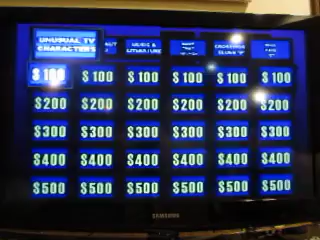 UNUSUAL TV
CHARACTERS
MUSIC &
LITERATURE
$100 $100 $100 $100 $100 $100
$200 $200 $200 $200 $200 $200
$300 $300 $300 $300 $300 $300
$400 $400 $400 $400 $400 $400
$500 $500 $500 $500 $500 $500
SAMSUNG